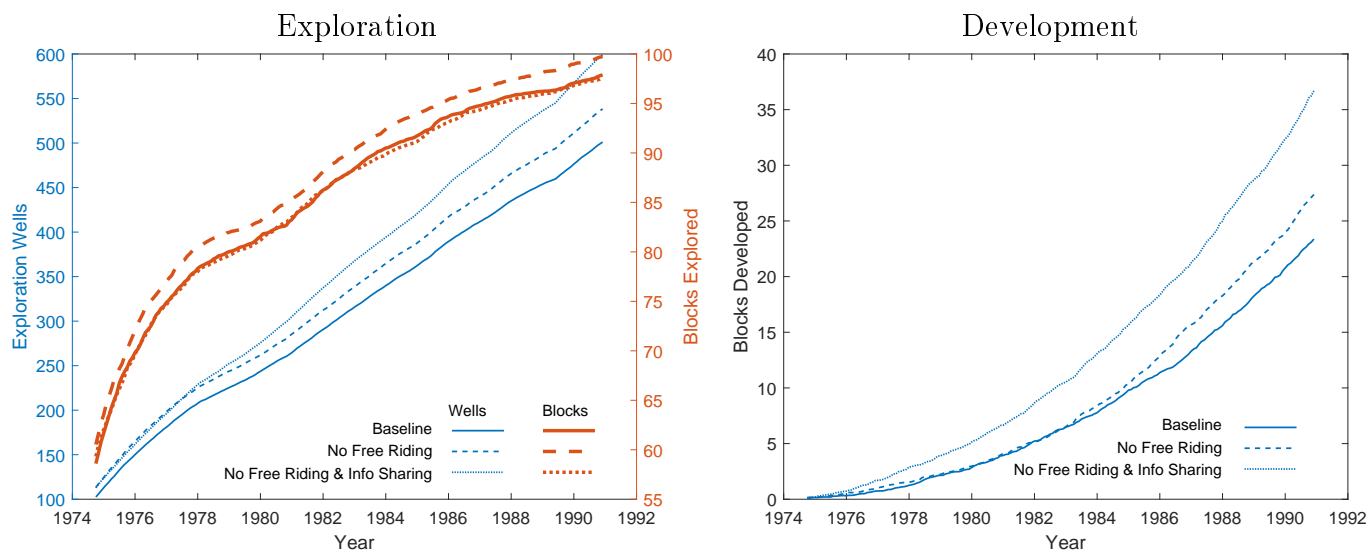 Exploration
600
550
500
450
400
350
300
250
200
150
100
Exploration Wells
100
95
90
85
80
75
70
65
60
55
Blocks Explored
Wells Blocks
Baseline
No Free Riding
No Free Riding & Info Sharing
1974 1976 1978 1980 1982 1984 1986 1988 1990 1992
Year
Development
40
35
30
25
20
15
10
5
0
Blocks Developed
Baseline
No Free Riding
No Free Riding & Info Sharing
1974 1976 1978 1980 1982 1984 1986 1988 1990 1992
Year